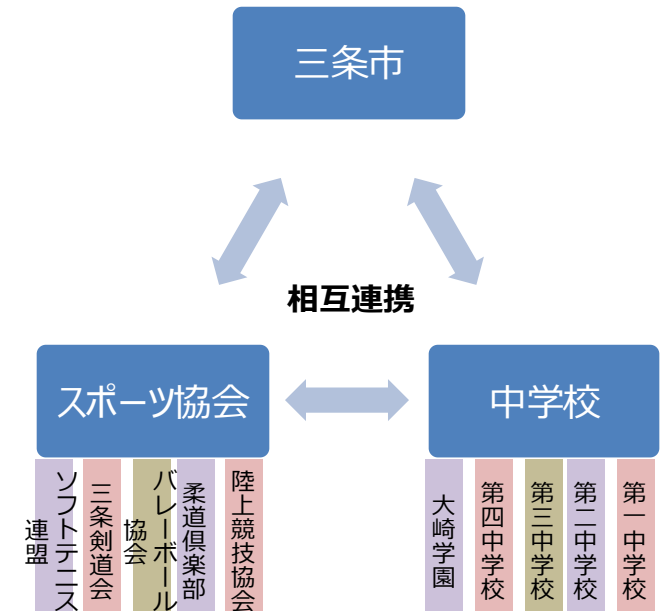 三条市
相互連携
スポーツ協会
中学校
陸上競技協会
柔道倶楽部
バレーボール
協会
三条剣道会
ソフトテニス
連盟
第一中学校
第二中学校
第三中学校
第四中学校
大崎学園